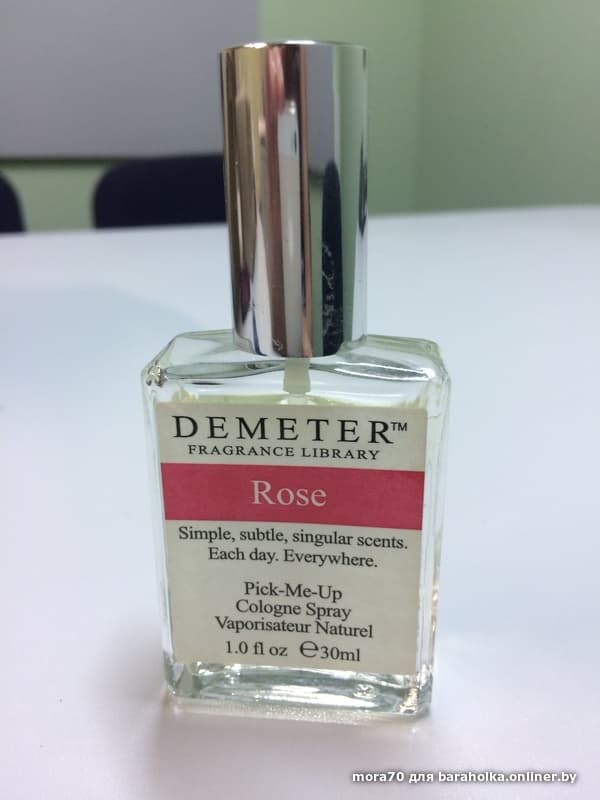 DEMETER™
FRAGRANCE LIBRARY
Rose
Simple, subtle, singular scents.
Each day. Everywhere.
Pick-Me-Up
Cologne Spray
Vaporisateur Naturel
1.0 fl oz ℮30ml
mora70 для baraholka.onliner.by